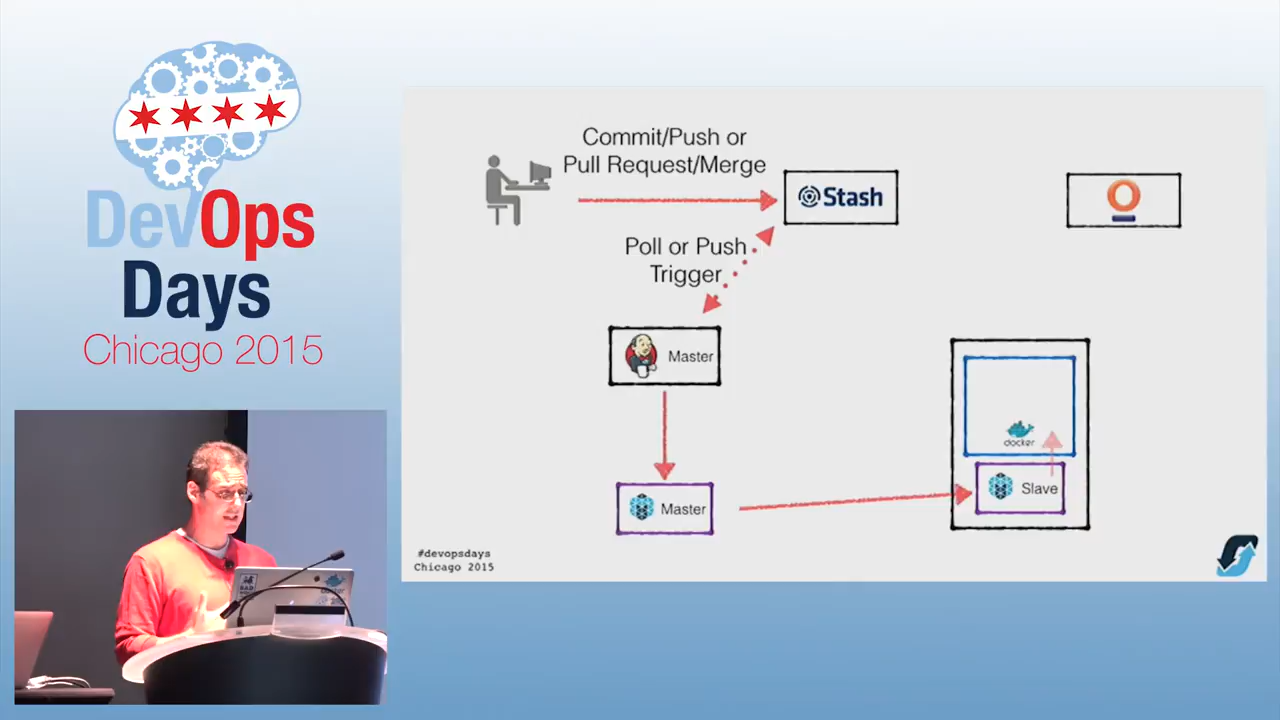 DevOps
Days
Chicago 2015
Commit/Push or
Pull Request/Merge
Stash
Poll or Push
Trigger
Master
docker
Master
Slave
#devopsdays
Chicago 2015